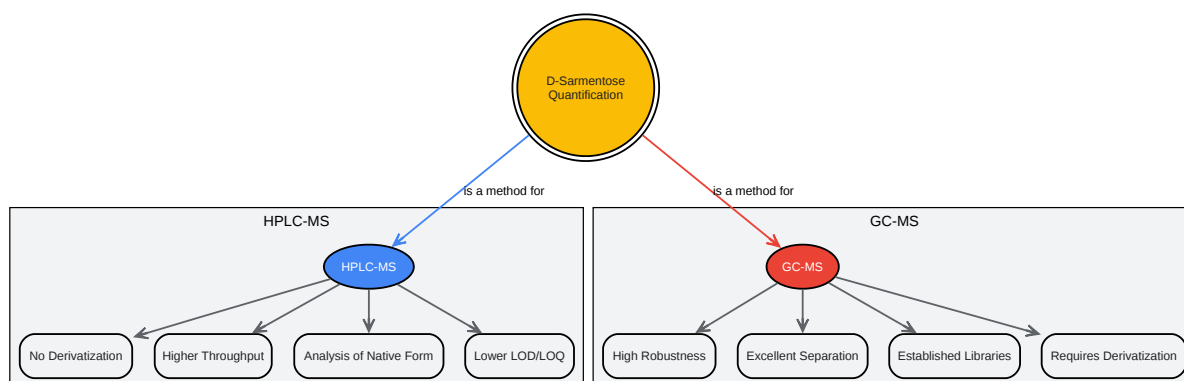 D-Sarmentose
Quantification
is a method for
is a method for
HPLC-MS
GC-MS
HPLC-MS
GC-MS
No Derivatization
Higher Throughput
Analysis of Native Form
Lower LOD/LOQ
High Robustness
Excellent Separation
Established Libraries
Requires Derivatization